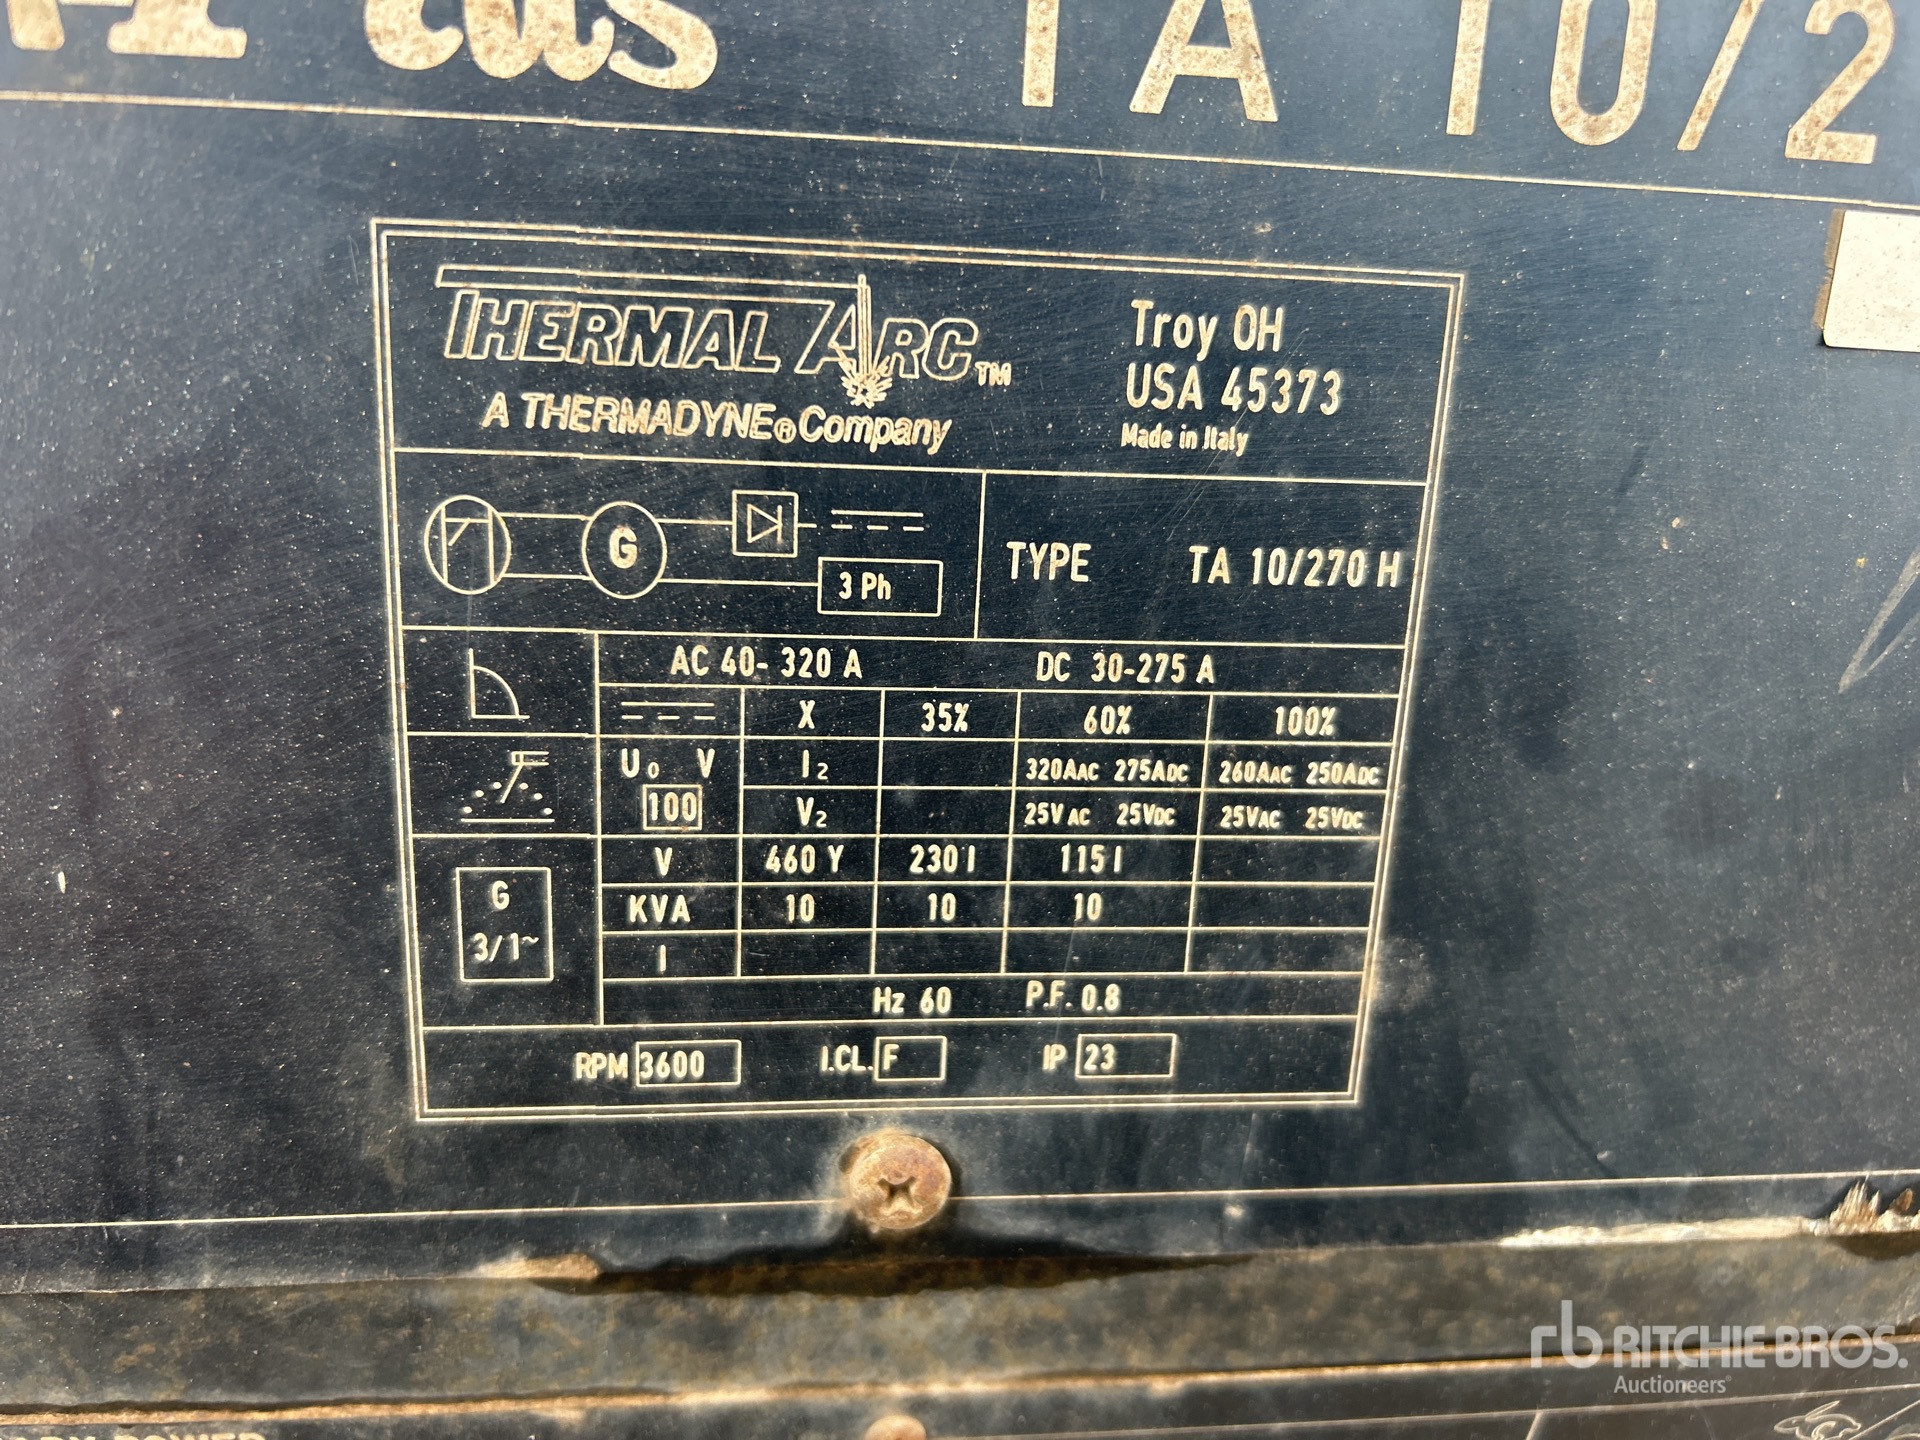 TA 10/2
THERMAL ARC™
A THERMADYNE® Company
Troy OH
USA 45373
Made in Italy
G
3 Ph
TYPE TA 10/270 H
AC 40- 320 A DC 30-275 A
X 35% 60% 100%
U0 V I2 320AAC 275ADC 260AAC 250ADC
100 V2 25VAC 25VDC 25VAC 25VDC
V 460 Y 230 I 115 I
G
3/1~
KVA 10 10 10
I
Hz 60 P.F. 0.8
RPM 3600 I.CL. F IP 23
POWER
rb RITCHIE BROS.
Auctioneers